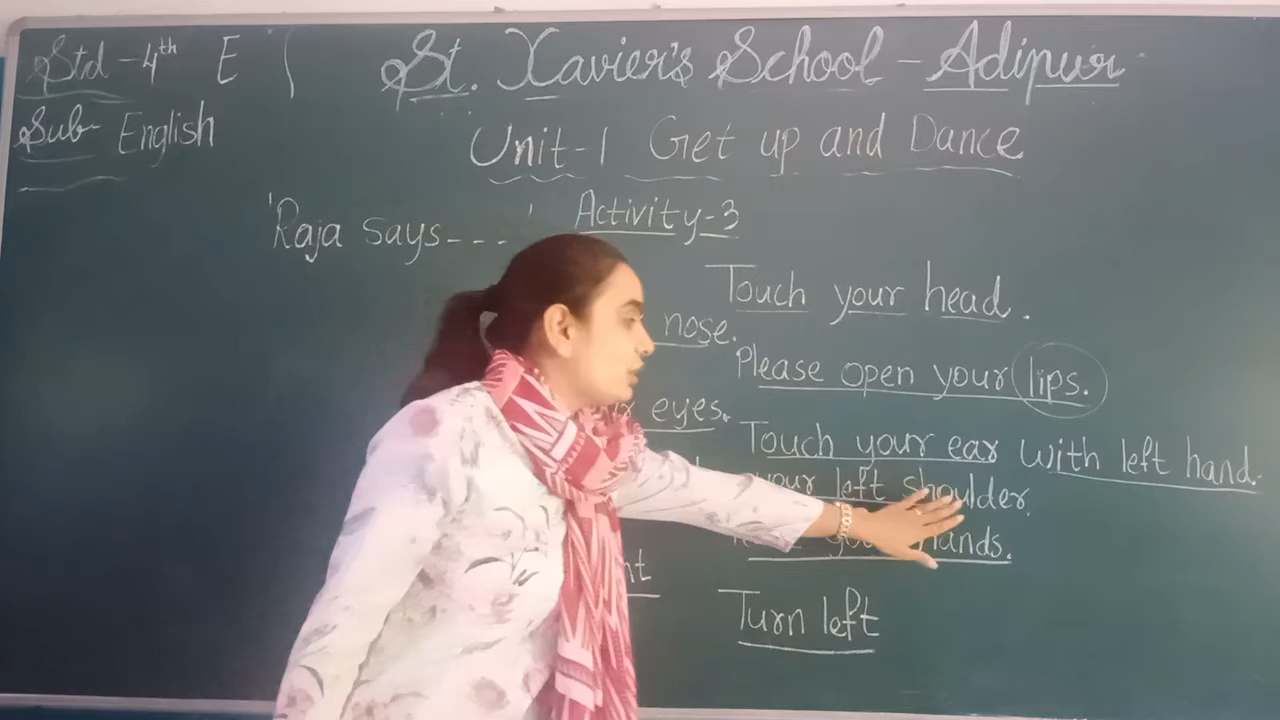 Std - 4th E
Sub- English
St. Xavier's School - Adipur
Unit-1 Get up and Dance
'Raja says---' Activity-3
nose.
eyes.
Touch your head.
Please open your lips.
Touch your ear with left hand.
your left shoulder.
hands.
Turn left